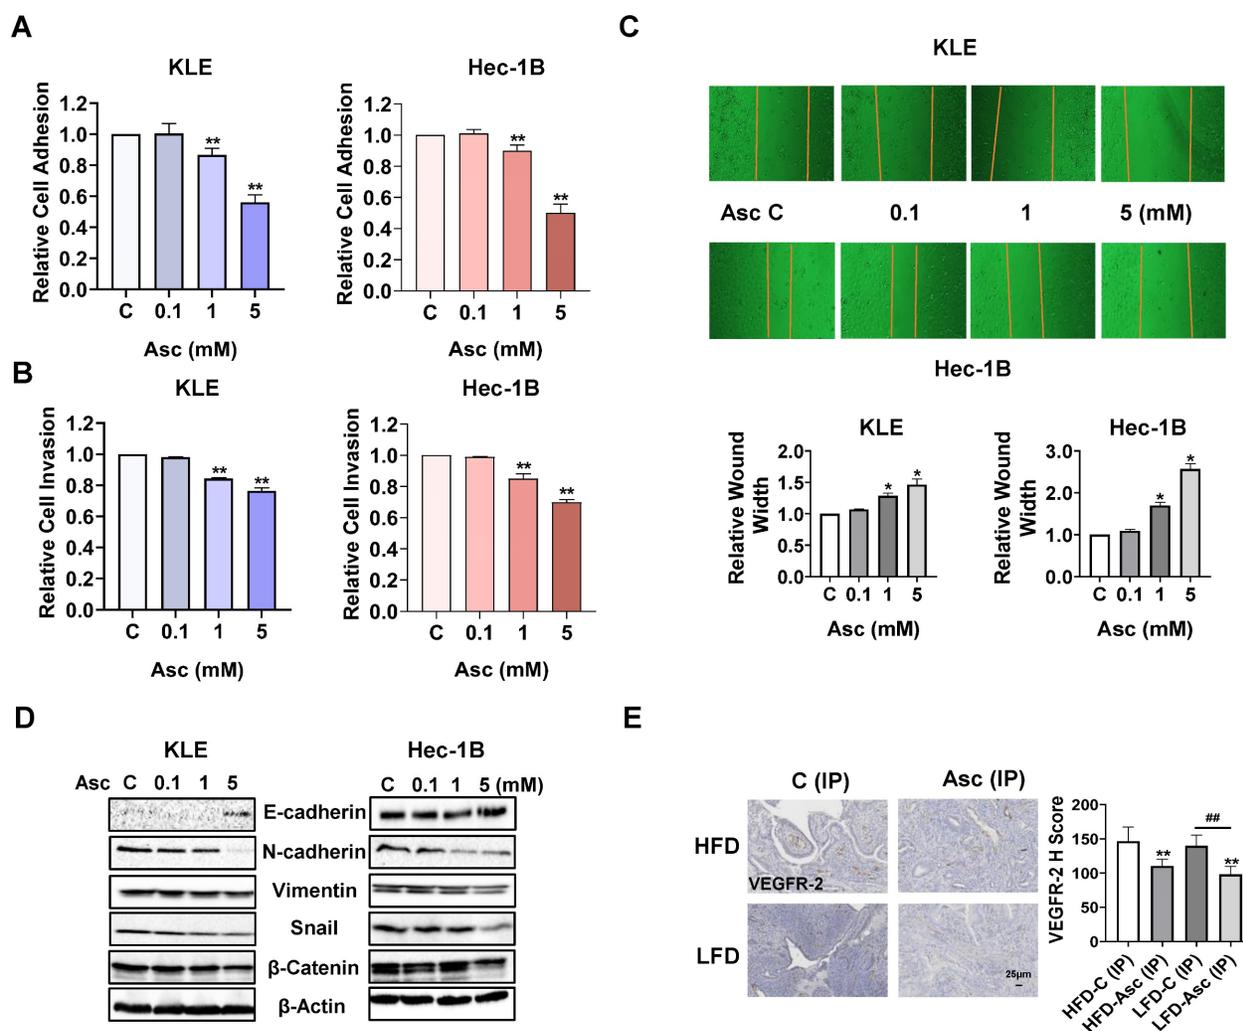 A
KLE
Relative Cell Adhesion
1.2
1.0
0.8
0.6
0.4
0.2
0.0
**
**
C 0.1 1 5
Asc (mM)
Hec-1B
Relative Cell Adhesion
1.2
1.0
0.8
0.6
0.4
0.2
0.0
**
**
C 0.1 1 5
Asc (mM)
B
KLE
Relative Cell Invasion
1.2
1.0
0.8
0.6
0.4
0.2
0.0
**
**
C 0.1 1 5
Asc (mM)
Hec-1B
Relative Cell Invasion
1.2
1.0
0.8
0.6
0.4
0.2
0.0
**
**
C 0.1 1 5
Asc (mM)
C
KLE
Asc C 0.1 1 5 (mM)
Hec-1B
KLE
Relative Wound
Width
2.0
1.5
1.0
0.5
0.0
*
*
C 0.1 1 5
Asc (mM)
Hec-1B
Relative Wound
Width
3.0
2.0
1.0
0.0
*
*
C 0.1 1 5
Asc (mM)
D
KLE
Hec-1B
Asc C 0.1 1 5
C 0.1 1 5 (mM)
E-cadherin
N-cadherin
Vimentin
Snail
β-Catenin
β-Actin
E
C (IP)
Asc (IP)
HFD
VEGFR-2
LFD
25μm
VEGFR-2 H Score
200
150
100
50
0
**
##
**
HFD-C (IP)
HFD-Asc (IP)
LFD-C (IP)
LFD-Asc (IP)